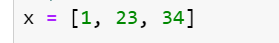 x = [1, 23, 34]